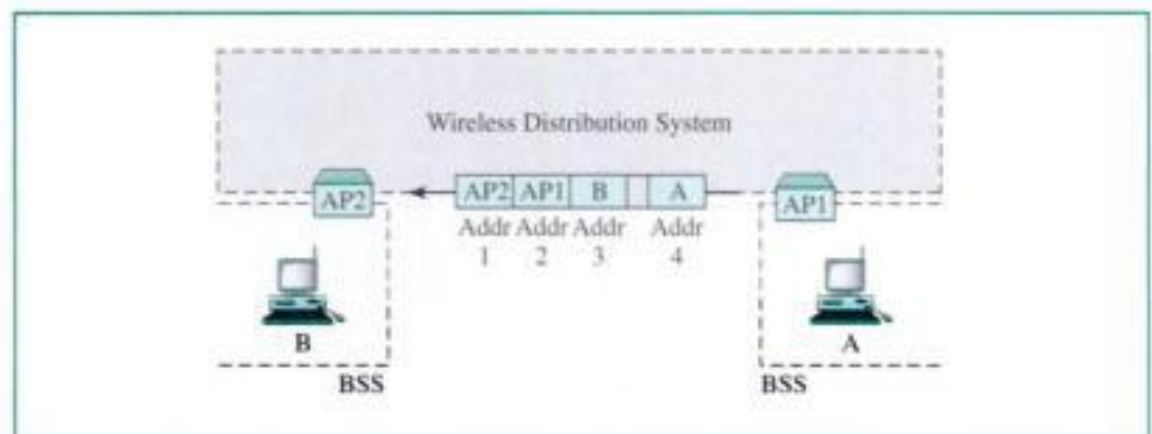 Wireless Distribution System
AP2 AP2 AP1 B A AP1
Addr Addr Addr Addr
1 2 3 4
B A
BSS BSS